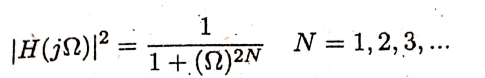 |H(jΩ)|² = 1 / 1 + (Ω)²ᴺ   N = 1, 2, 3, ...